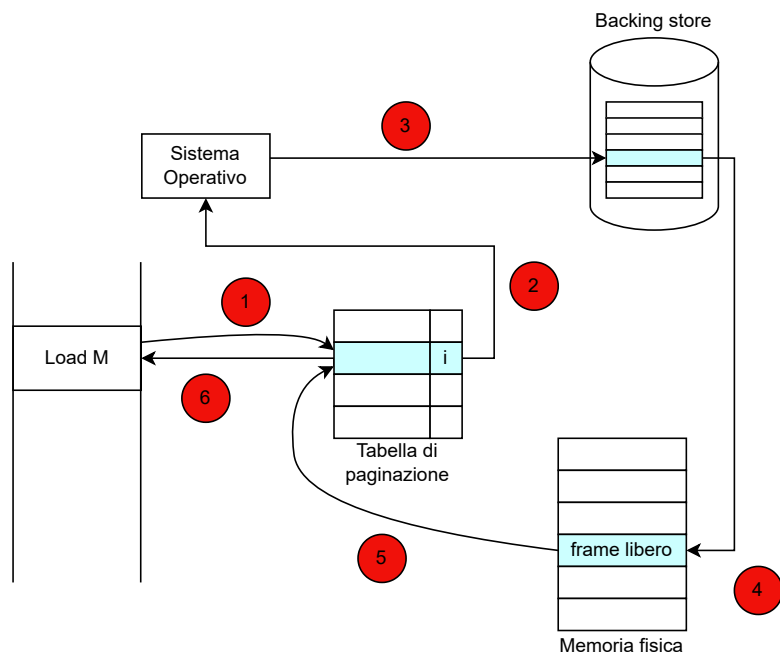 Backing store
3
Sistema
Operativo
2
1
Load M
i
6
Tabella di
paginazione
frame libero
5
4
Memoria fisica